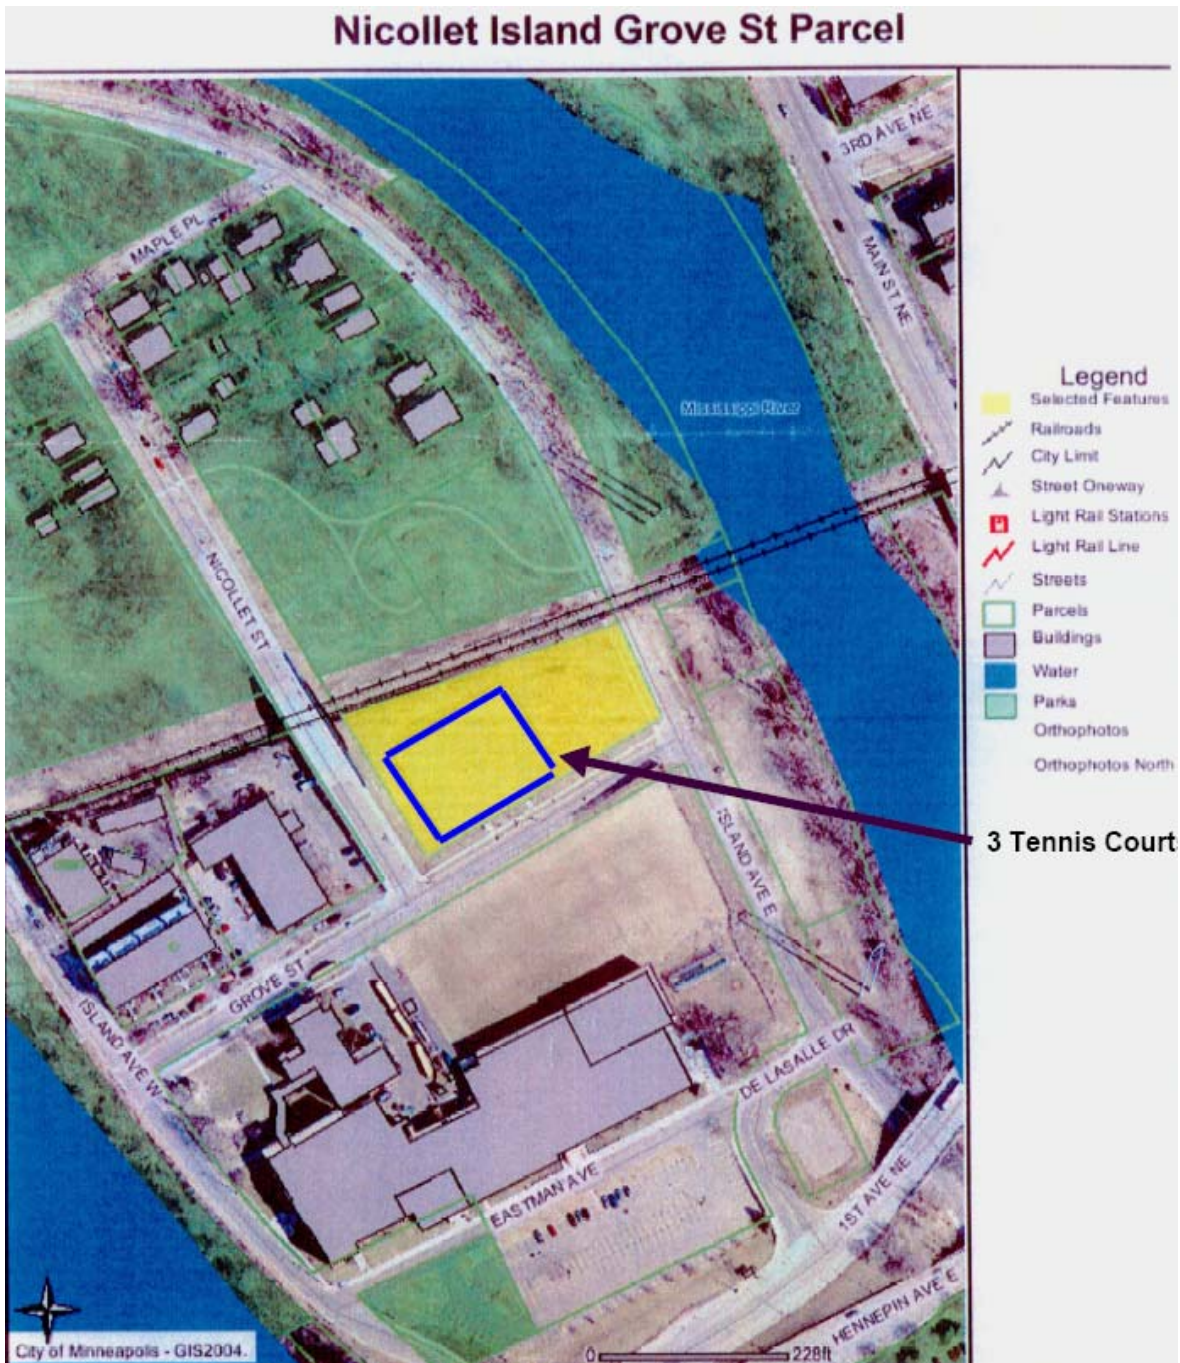 Nicollet Island Grove St Parcel
3RD AVE NE
MAPLE PL
MAIN ST NE
Mississippi River
NICOLLET ST
Legend
Selected Features
Railroads
City Limit
Street Oneway
Light Rail Stations
Light Rail Line
Streets
Parcels
Buildings
Water
Parks
Orthophotos
Orthophotos North
3 Tennis Courts
ISLAND AVE E
GROVE ST
ISLAND AVE W
DE LASALLE DR
EASTMAN AVE
1ST AVE NE
HENNEPIN AVE E
City of Minneapolis - GIS2004.
0 228ft